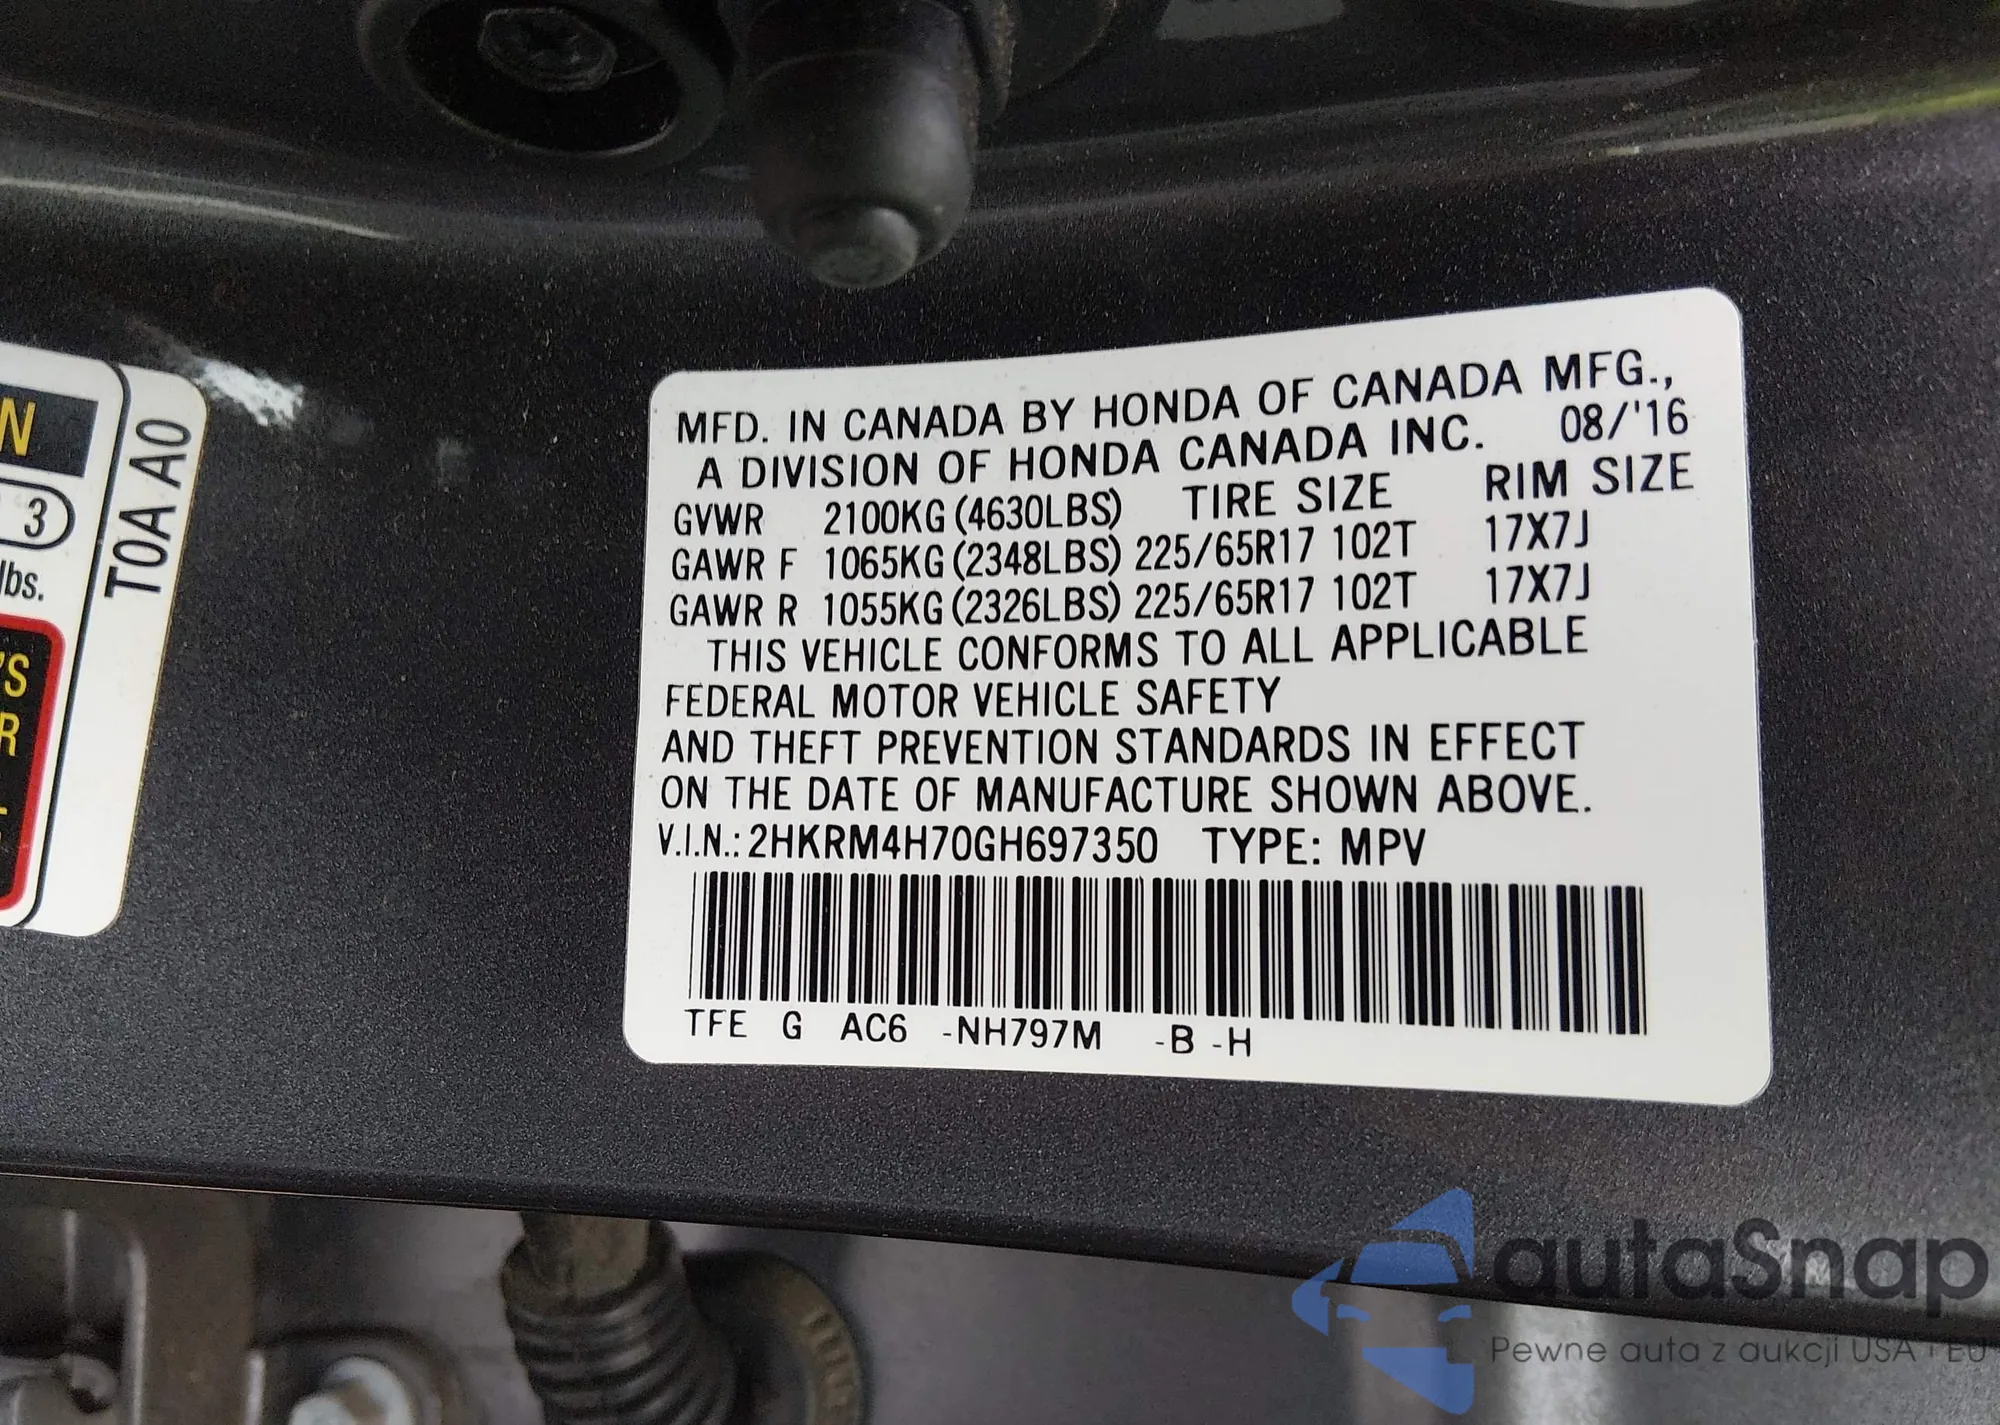 MFD. IN CANADA BY HONDA OF CANADA MFG.,
A DIVISION OF HONDA CANADA INC. 08/'16
GVWR 2100KG (4630LBS) TIRE SIZE RIM SIZE
GAWR F 1065KG (2348LBS) 225/65R17 102T 17X7J
GAWR R 1055KG (2326LBS) 225/65R17 102T 17X7J
THIS VEHICLE CONFORMS TO ALL APPLICABLE
FEDERAL MOTOR VEHICLE SAFETY
AND THEFT PREVENTION STANDARDS IN EFFECT
ON THE DATE OF MANUFACTURE SHOWN ABOVE.
V.I.N.: 2HKRM4H70GH697350 TYPE: MPV
TFE G AC6 -NH797M -B -H
N
3
lbs.
'S
R
T0A A0
autaSnap
Pewne auta z aukcji USA i EU